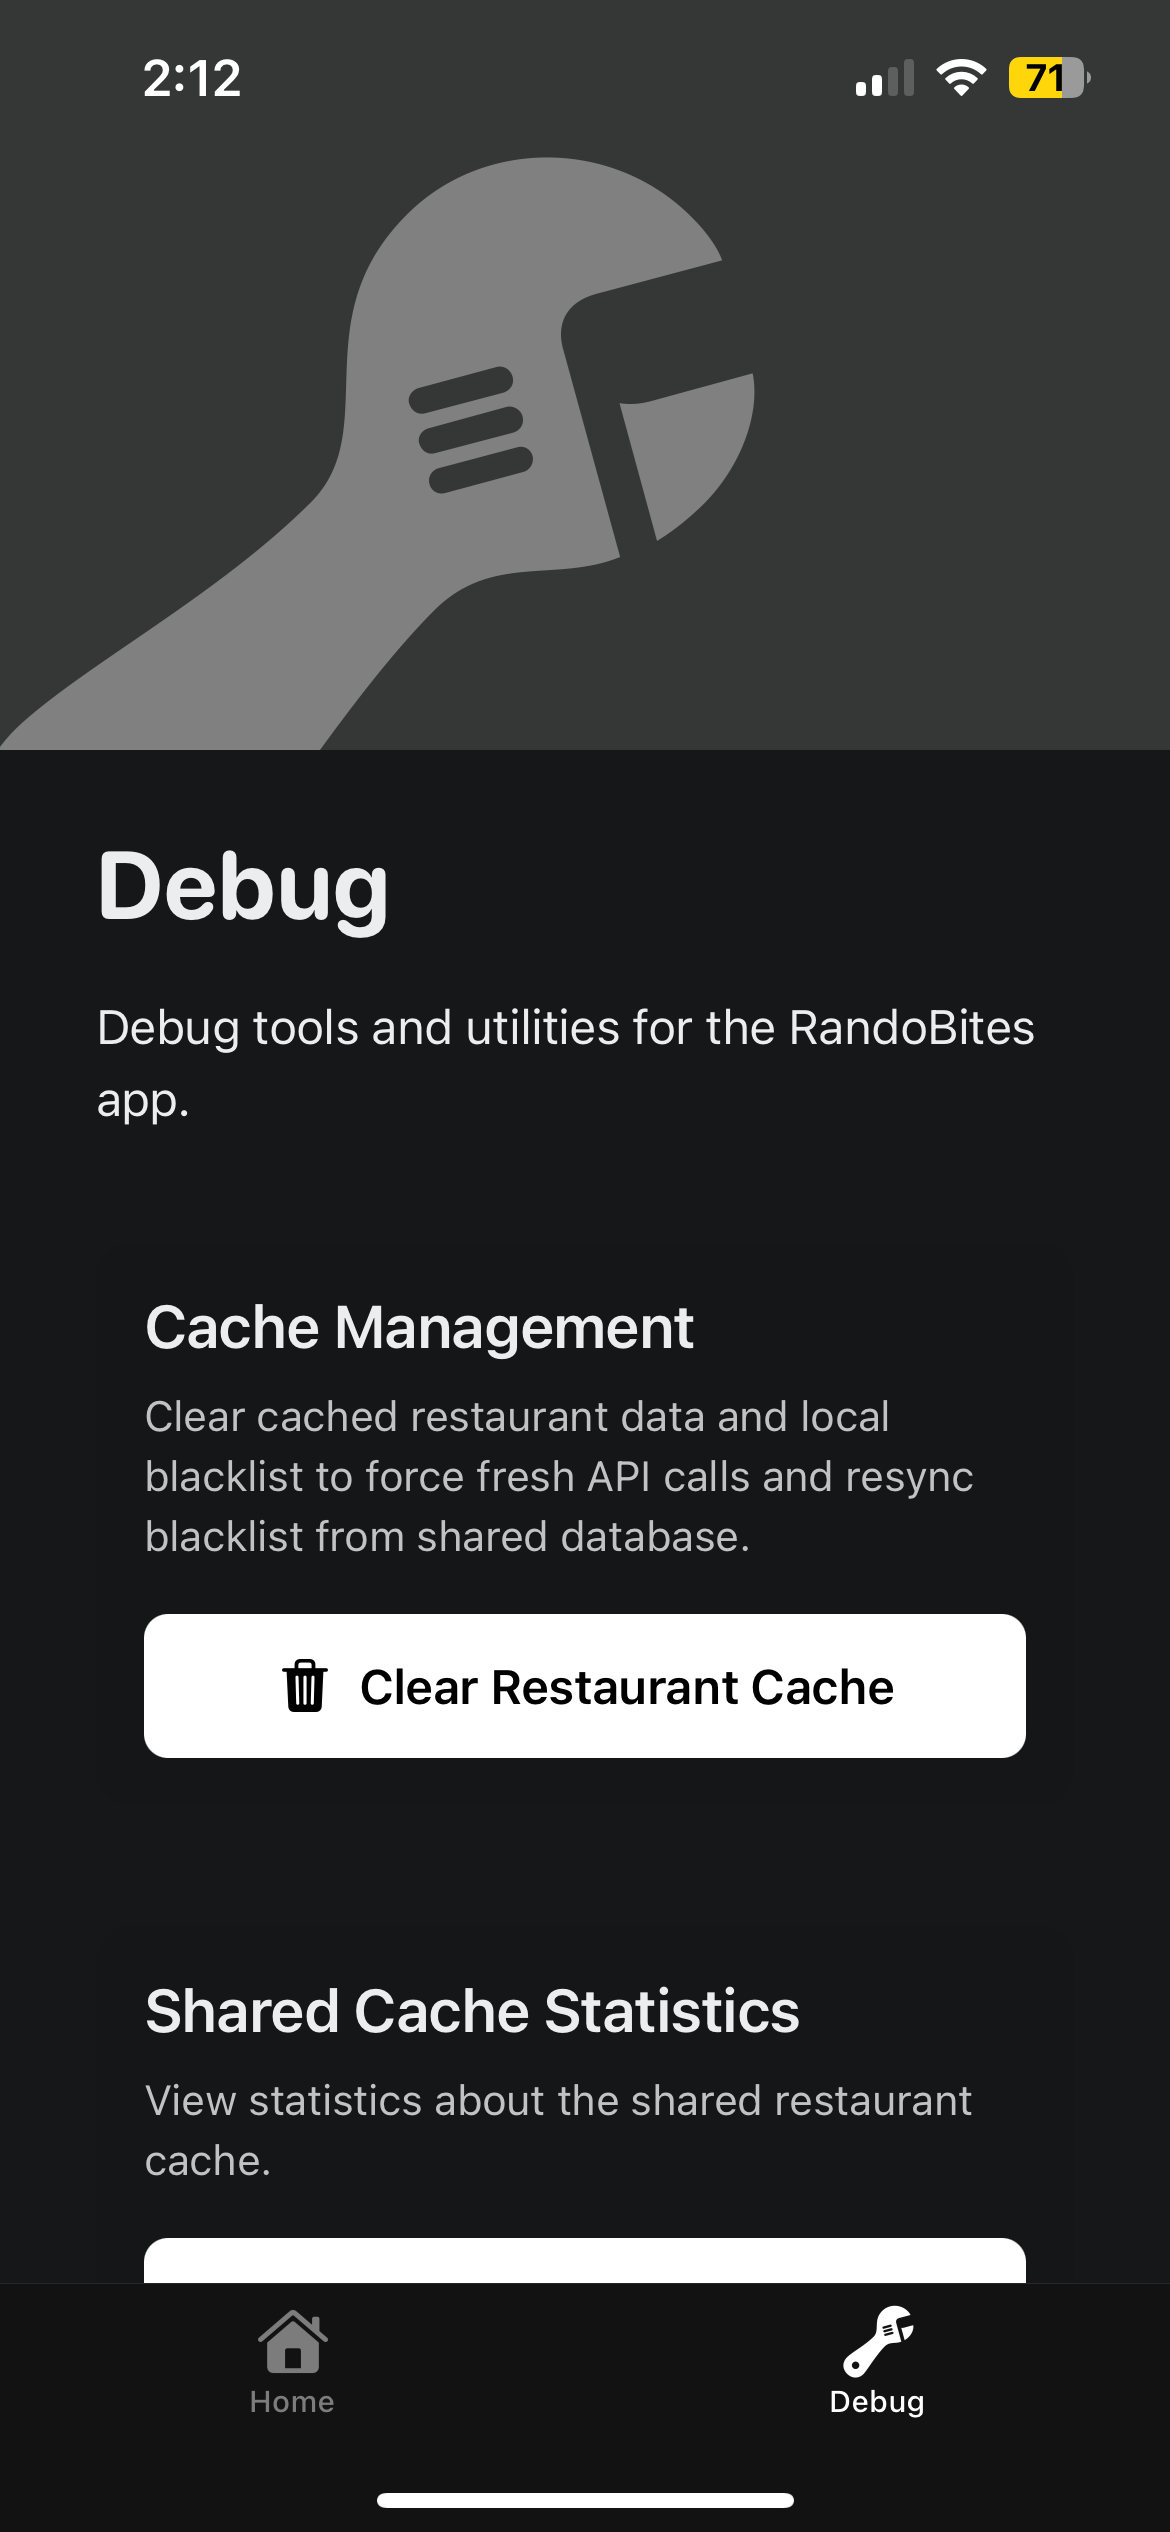 2:12
71
Debug
Debug tools and utilities for the RandoBites
app.
Cache Management
Clear cached restaurant data and local
blacklist to force fresh API calls and resync
blacklist from shared database.
Clear Restaurant Cache
Shared Cache Statistics
View statistics about the shared restaurant
cache.
Home
Debug